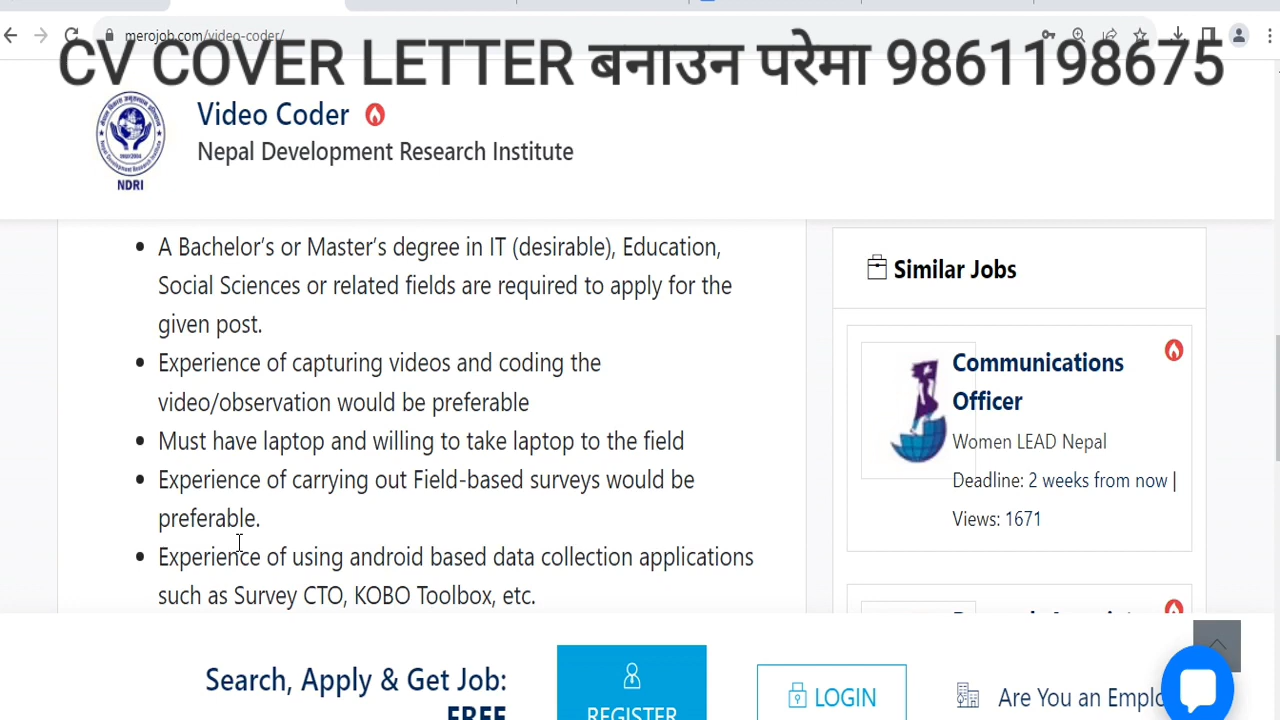 merojob.com/video-coder/
CV COVER LETTER बनाउन परेमा 9861198675
Video Coder
Nepal Development Research Institute
NDRI
A Bachelor's or Master's degree in IT (desirable), Education,
Social Sciences or related fields are required to apply for the
given post.
Experience of capturing videos and coding the
video/observation would be preferable
Must have laptop and willing to take laptop to the field
Experience of carrying out Field-based surveys would be
preferable.
Experience of using android based data collection applications
such as Survey CTO, KOBO Toolbox, etc.
Similar Jobs
Communications
Officer
Women LEAD Nepal
Deadline: 2 weeks from now |
Views: 1671
Search, Apply & Get Job:
FREE
REGISTER
LOGIN
Are You an Emplo